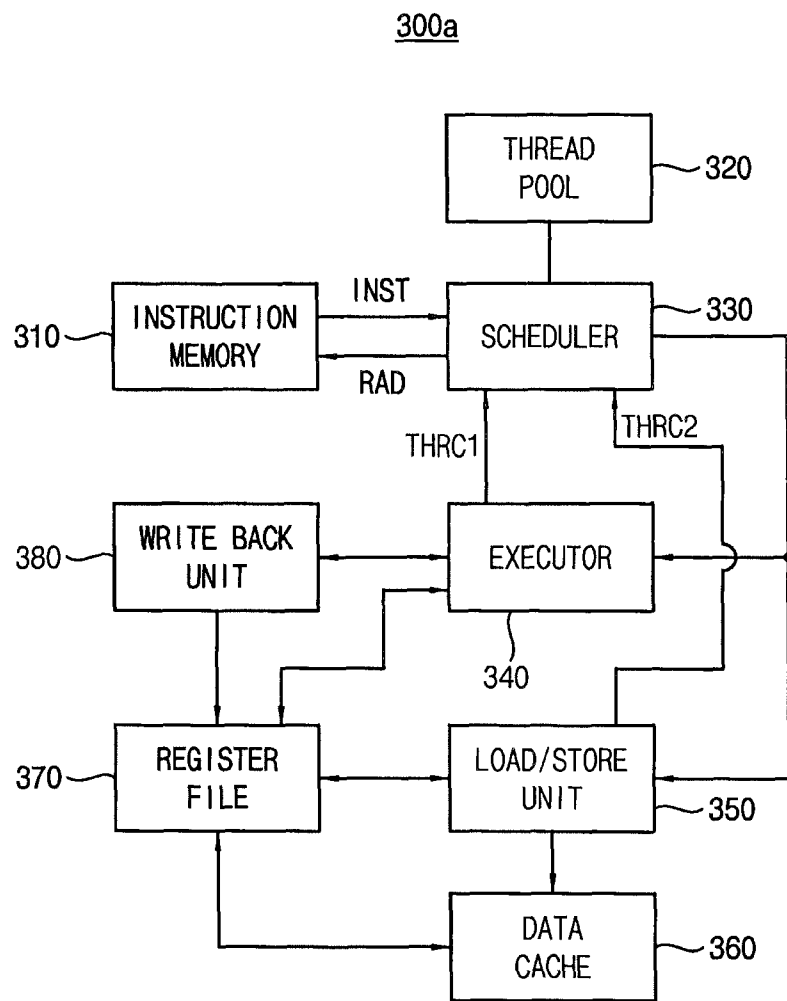 300a
THREAD
POOL
320
INST
330
310
INSTRUCTION
MEMORY
SCHEDULER
RAD
THRC1
THRC2
380
WRITE BACK
UNIT
EXECUTOR
340
370
REGISTER
FILE
LOAD/STORE
UNIT
350
DATA
CACHE
360